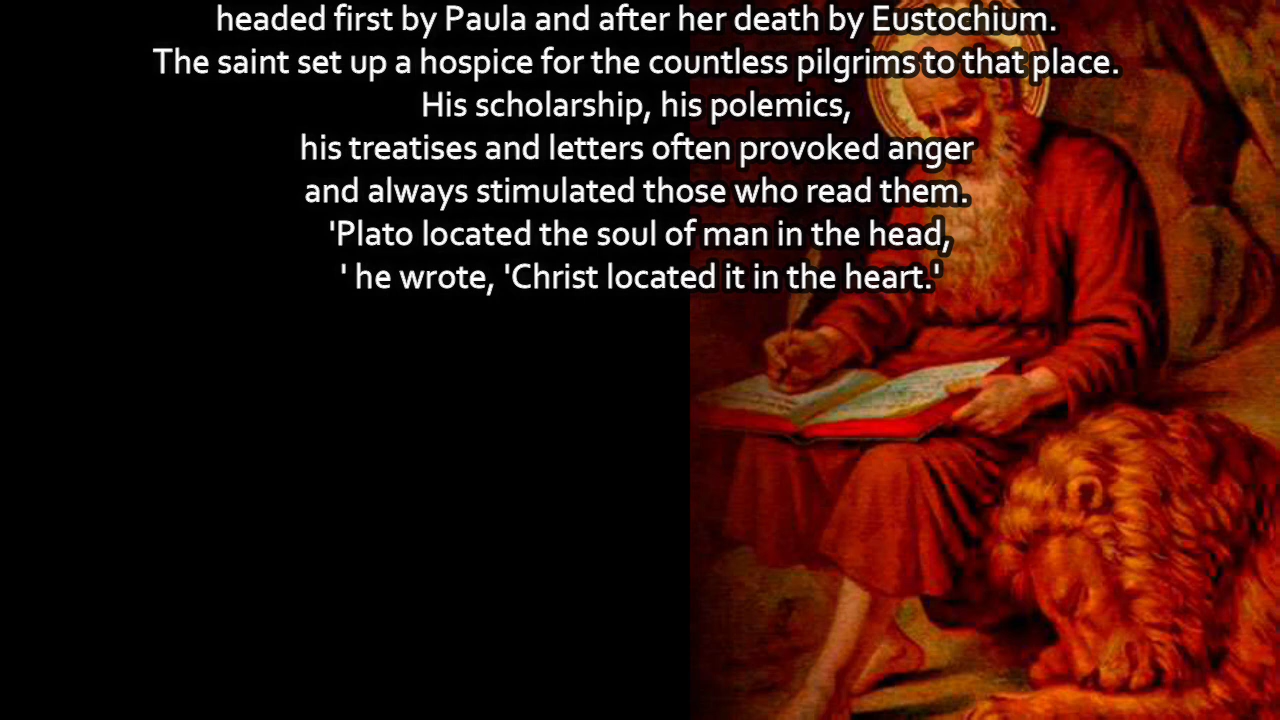 headed first by Paula and after her death by Eustochium.
The saint set up a hospice for the countless pilgrims to that place.
His scholarship, his polemics,
his treatises and letters often provoked anger
and always stimulated those who read them.
'Plato located the soul of man in the head,
' he wrote, 'Christ located it in the heart.'